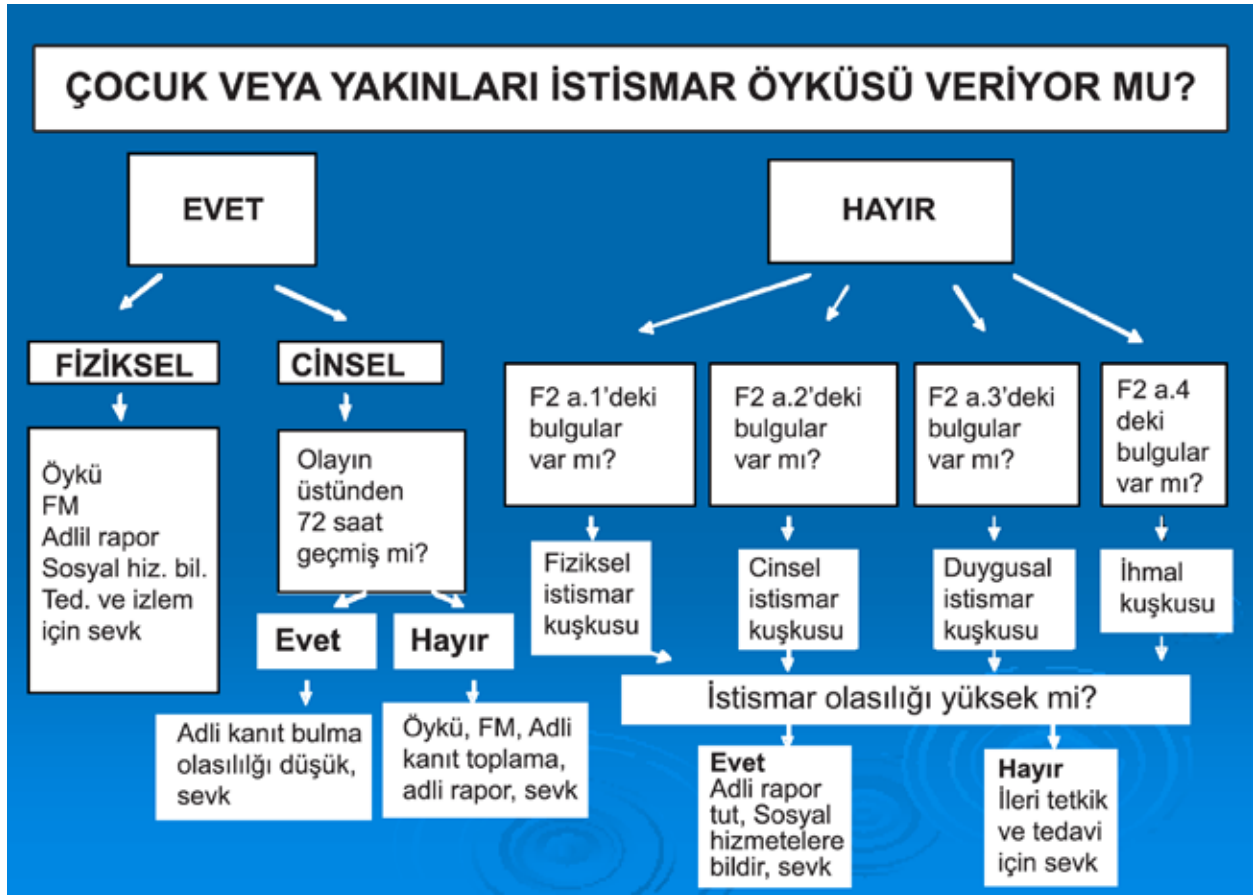 ÇOCUK VEYA YAKINLARI İSTİSMAR ÖYKÜSÜ VERİYOR MU?
EVET
HAYIR
FİZİKSEL
CİNSEL
Öykü
FM
Adlil rapor
Sosyal hiz. bil.
Ted. ve izlem
için sevk
Olayın
üstünden
72 saat
geçmiş mi?
Evet
Hayır
Adli kanıt bulma
olasılılğı düşük,
sevk
Öykü, FM, Adli
kanıt toplama,
adli rapor, sevk
F2 a.1'deki
bulgular
var mı?
F2 a.2'deki
bulgular
var mı?
F2 a.3'deki
bulgular
var mı?
F2 a.4
deki
bulgular
var mı?
Fiziksel
istismar
kuşkusu
Cinsel
istismar
kuşkusu
Duygusal
istismar
kuşkusu
İhmal
kuşkusu
İstismar olasılığı yüksek mi?
Evet
Adli rapor
tut, Sosyal
hizmetelere
bildir, sevk
Hayır
İleri tetkik
ve tedavi
için sevk